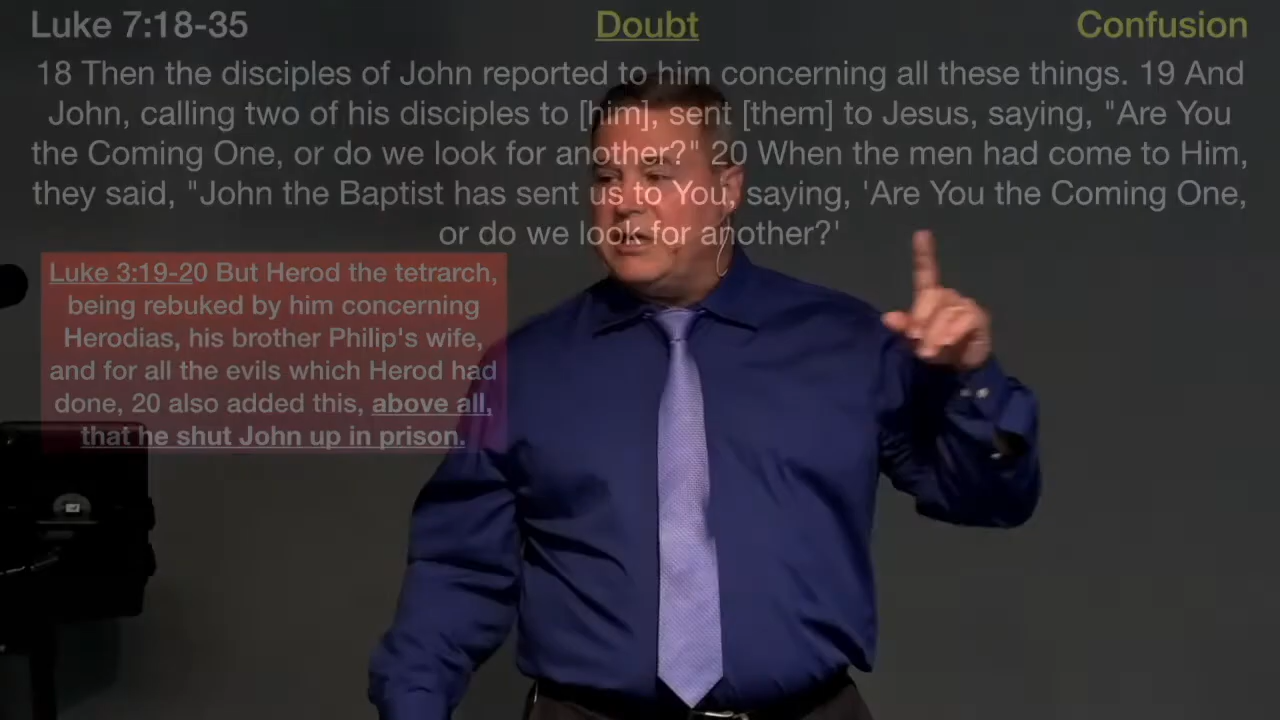 Luke 7:18-35 Doubt Confusion
18 Then the disciples of John reported to him concerning all these things. 19 And
John, calling two of his disciples to [him], sent [them] to Jesus, saying, "Are You
the Coming One, or do we look for another?" 20 When the men had come to Him,
they said, "John the Baptist has sent us to You, saying, 'Are You the Coming One,
or do we look for another?'
Luke 3:19-20 But Herod the tetrarch,
being rebuked by him concerning
Herodias, his brother Philip's wife,
and for all the evils which Herod had
done, 20 also added this, above all,
that he shut John up in prison.